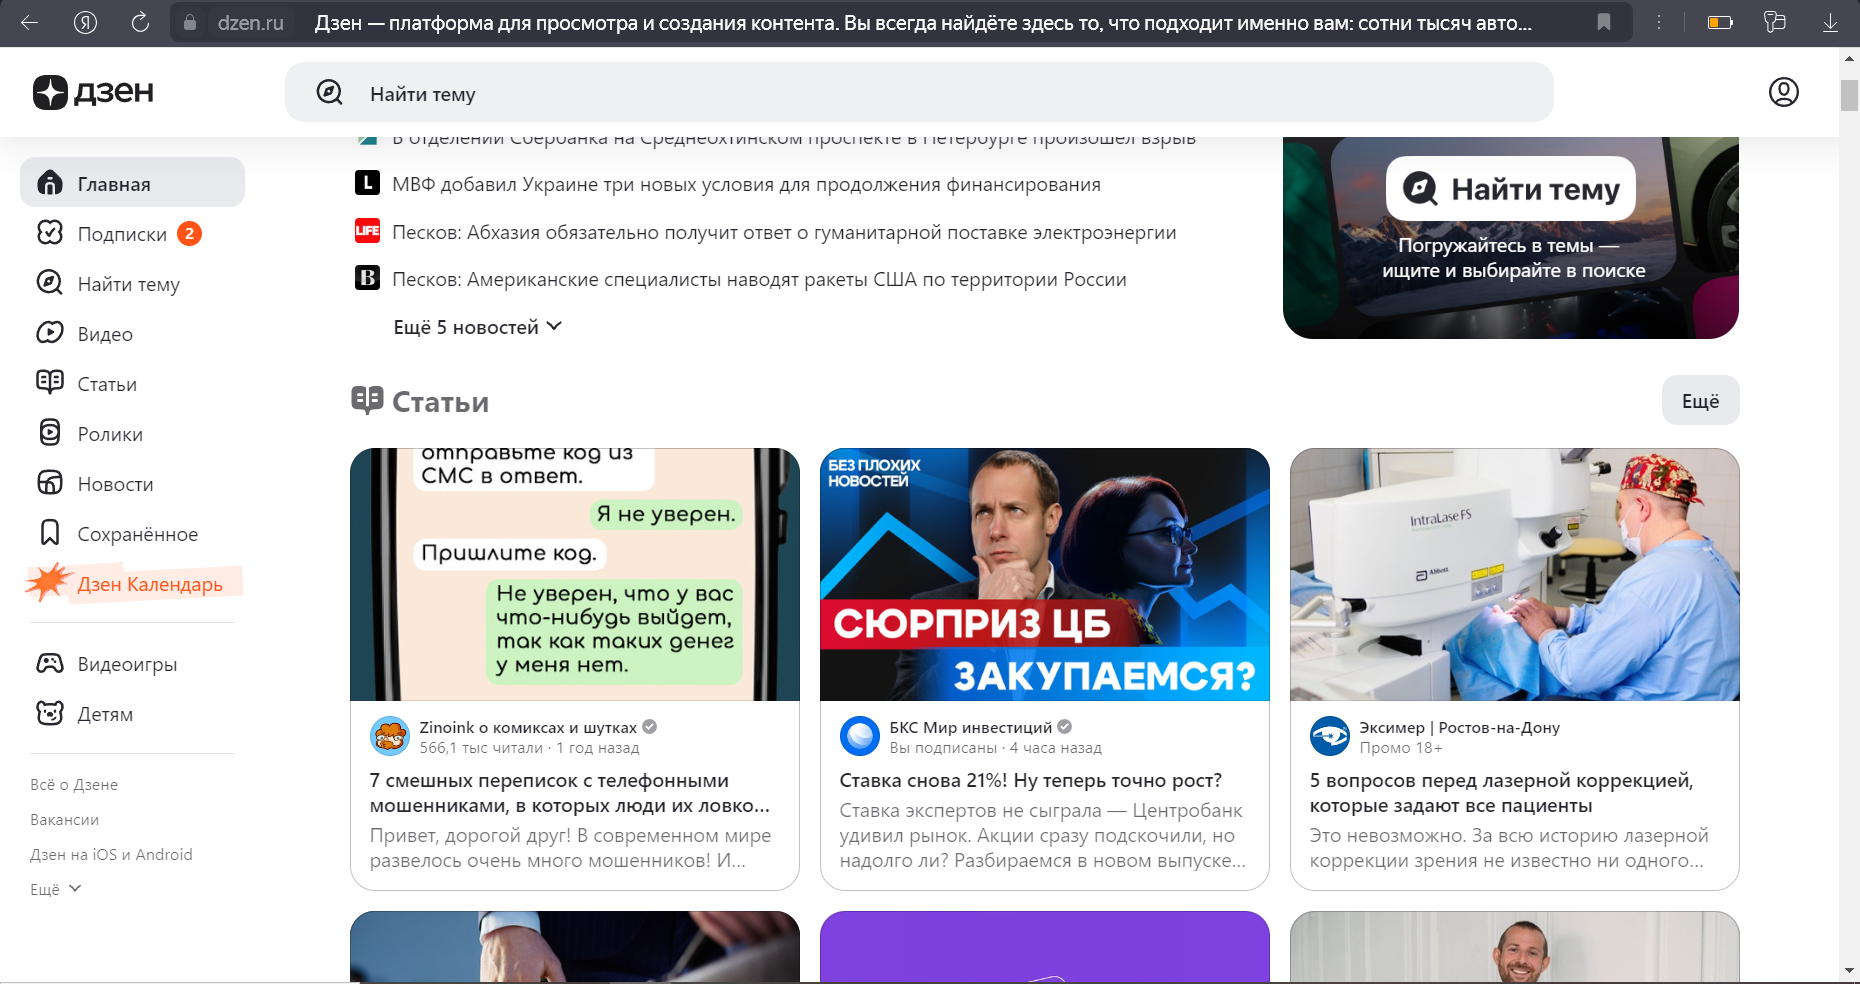 Я
dzen.ru
Дзен — платформа для просмотра и создания контента. Вы всегда найдёте здесь то, что подходит именно вам: сотни тысяч авто...
дзен
Найти тему
Главная
Подписки 2
Найти тему
Видео
Статьи
Ролики
Новости
Сохранённое
Дзен Календарь
Видеоигры
Детям
Всё о Дзене
Вакансии
Дзен на iOS и Android
Ещё
В отделении Сбербанка на Среднеохтинском проспекте в Петербурге произошёл взрыв
L МВФ добавил Украине три новых условия для продолжения финансирования
LIFE Песков: Абхазия обязательно получит ответ о гуманитарной поставке электроэнергии
В Песков: Американские специалисты наводят ракеты США по территории России
Ещё 5 новостей
Найти тему
Погружайтесь в темы —
ищите и выбирайте в поиске
Статьи
Ещё
отправьте код из
СМС в ответ.
Я не уверен.
Пришлите код.
Не уверен, что у вас
что-нибудь выйдет,
так как таких денег
у меня нет.
Zinoink о комиксах и шутках
566,1 тыс читали · 1 год назад
7 смешных переписок с телефонными
мошенниками, в которых люди их ловко...
Привет, дорогой друг! В современном мире
развелось очень много мошенников! И...
БЕЗ ПЛОХИХ
НОВОСТЕЙ
СЮРПРИЗ ЦБ
ЗАКУПАЕМСЯ?
БКС Мир инвестиций
Вы подписаны · 4 часа назад
Ставка снова 21%! Ну теперь точно рост?
Ставка экспертов не сыграла — Центробанк
удивил рынок. Акции сразу подскочили, но
надолго ли? Разбираемся в новом выпуске...
IntraLase FS
Abbott
Эксимер | Ростов-на-Дону
Промо 18+
5 вопросов перед лазерной коррекцией,
которые задают все пациенты
Это невозможно. За всю историю лазерной
коррекции зрения не известно ни одного...